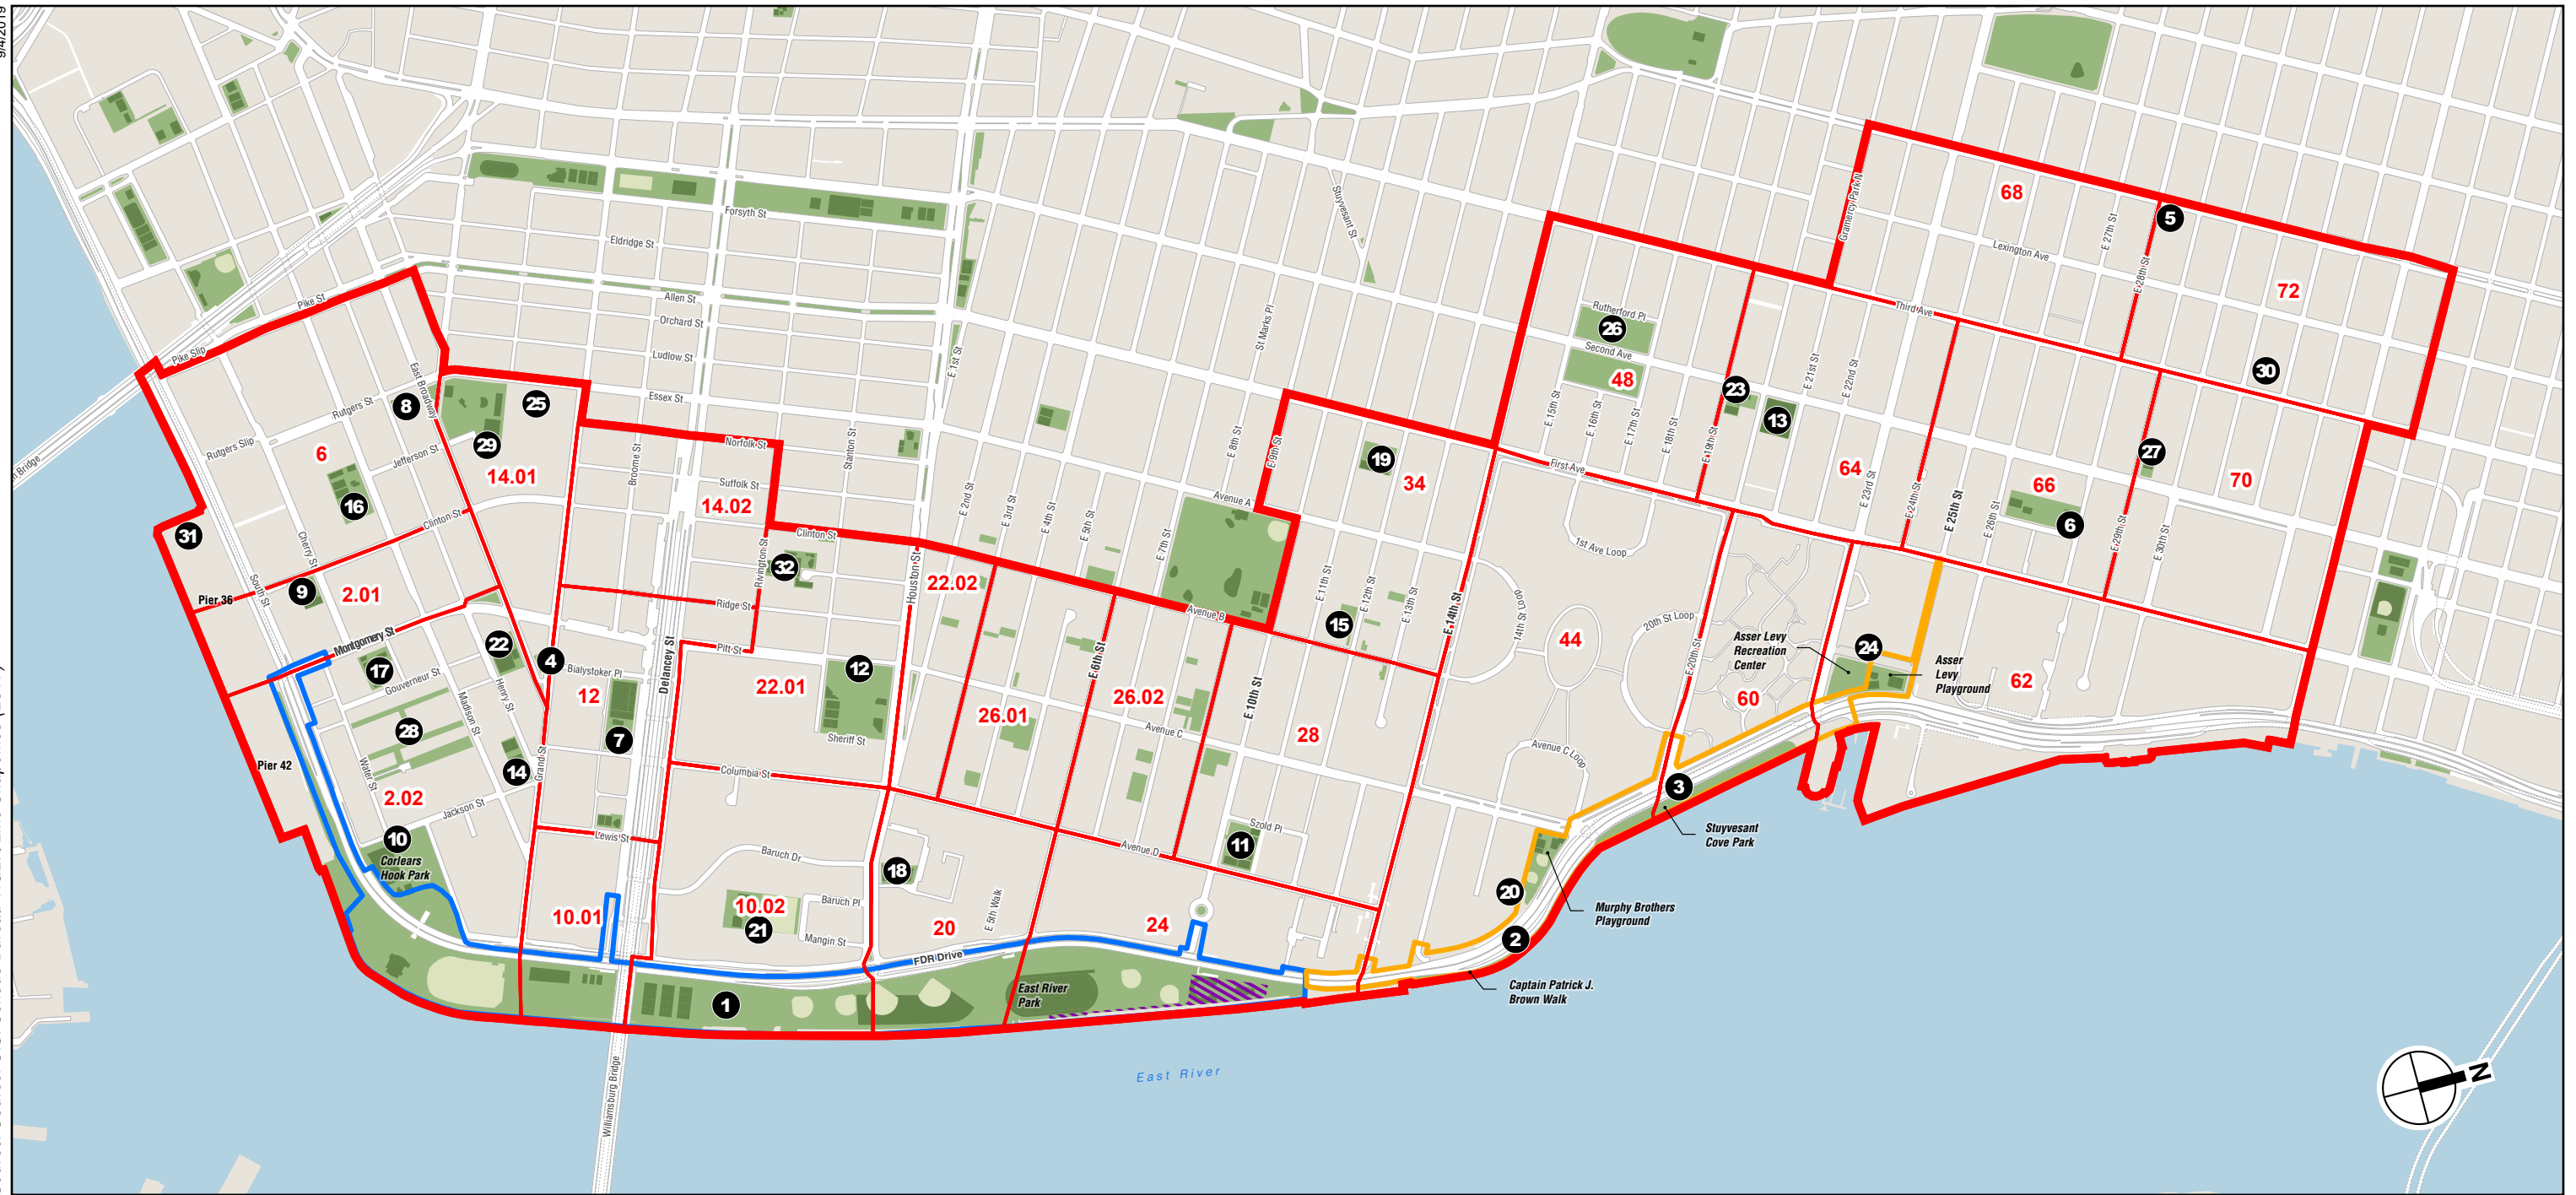 9/4/2019
Forsyth St
Eldridge St
Allen St
Orchard St
Ludlow St
Essex St
Norfolk St
Suffolk St
Clinton St
Ridge St
Pitt St
Sheriff St
Columbia St
Lewis St
Baruch Dr
Baruch Pl
Mangin St
Broome St
Stanton St
Rivington St
Delancey St
Houston St
Bialystoker Pl
Grand St
Pike St
Pike Slip
Rutgers St
Rutgers Slip
East Broadway
Jefferson St
Clinton St
Cherry St
South St
Montgomery St
Gouverneur St
Madison St
Henry St
Water St
Jackson St
Pier 36
Pier 42
Corlears
Hook Park
Williamsburg Bridge
FDR Drive
East River
Park
East River
E 1st St
E 2nd St
E 3rd St
E 4th St
E 5th St
E 6th St
E 7th St
E 8th St
E 9th St
E 10th St
E 11th St
E 12th St
E 13th St
E 14th St
E 5th Walk
St Marks Pl
Stuyvesant St
Avenue A
Avenue B
Avenue C
Avenue D
Szold Pl
Rutherford Pl
Second Ave
First Ave
Third Ave
Lexington Ave
Gramercy Park N
E 15th St
E 16th St
E 17th St
E 18th St
E 19th St
E 20th St
E 21st St
E 22nd St
E 23rd St
E 24th St
E 25th St
E 26th St
E 27th St
E 28th St
E 29th St
E 30th St
1st Ave Loop
14th St Loop
20th St Loop
Avenue C Loop
Asser Levy
Recreation
Center
Asser
Levy
Playground
Stuyvesant
Cove Park
Murphy Brothers
Playground
Captain Patrick J.
Brown Walk
n Bridge
N
6
14.01
14.02
2.01
2.02
12
10.01
10.02
22.01
22.02
26.01
26.02
28
20
24
34
44
48
60
62
64
66
68
70
72
1
2
3
4
5
6
7
8
9
10
11
12
13
14
15
16
17
18
19
20
21
22
23
24
25
26
27
28
29
30
31
32